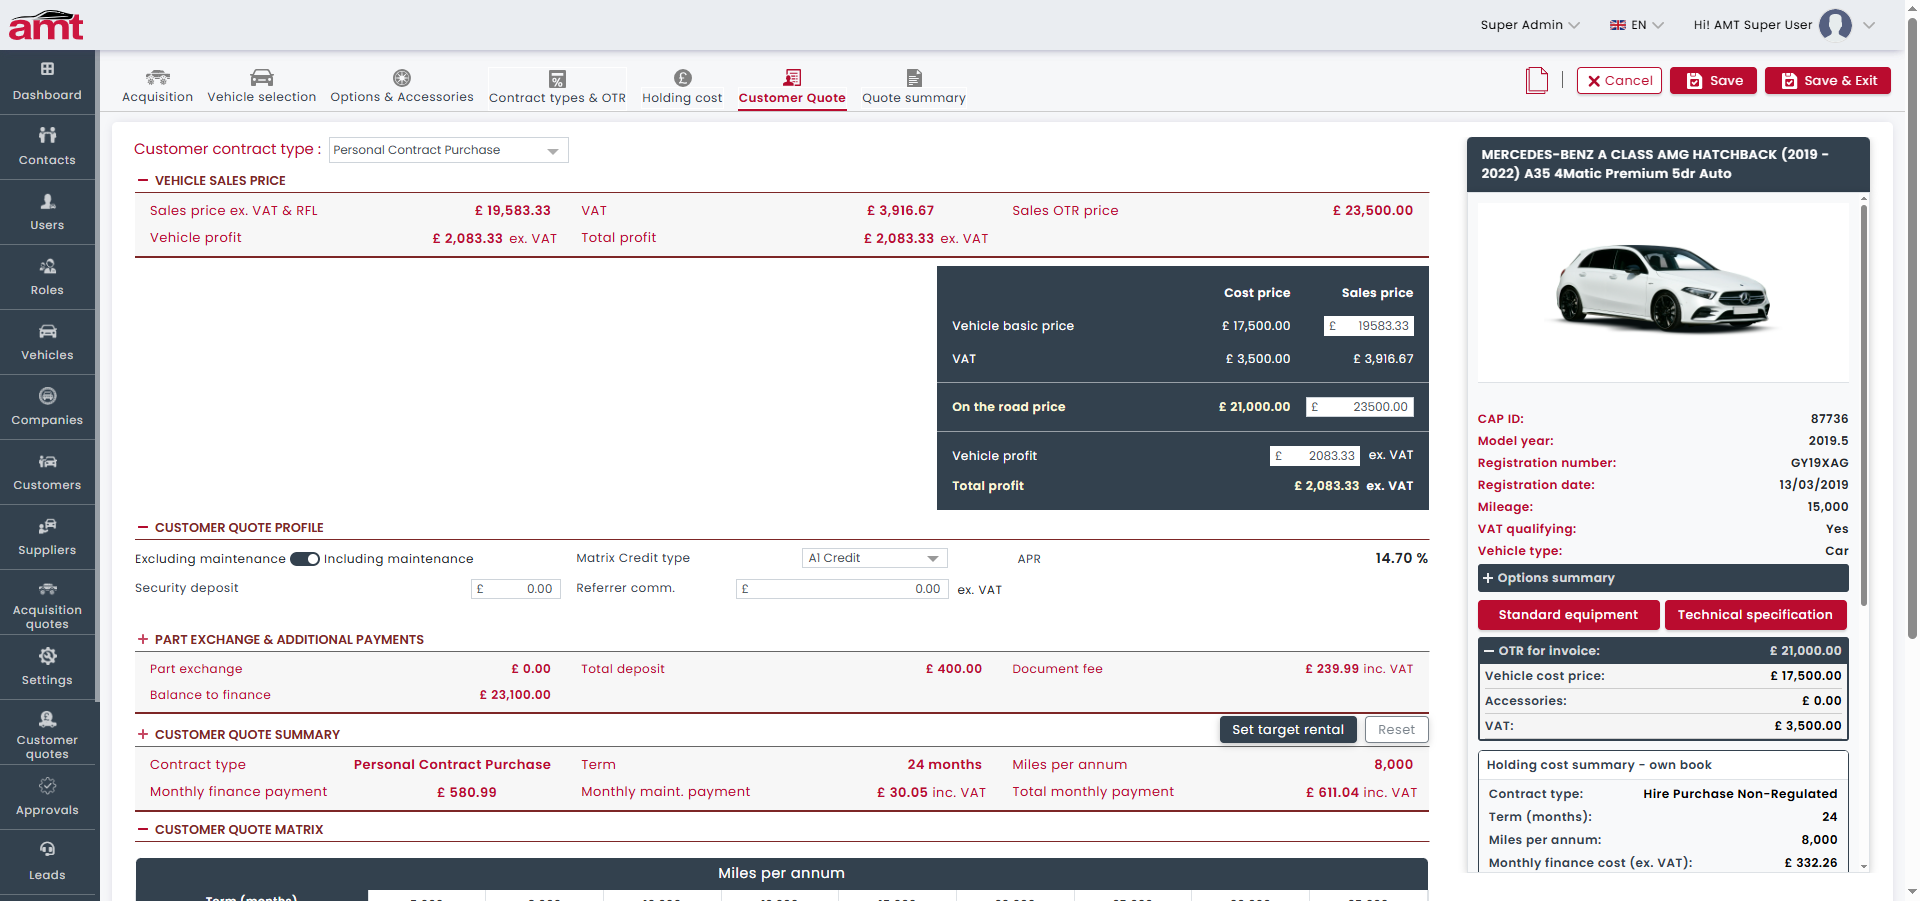 amt
Super Admin
EN
Hi! AMT Super User
Dashboard
Contacts
Users
Roles
Vehicles
Companies
Customers
Suppliers
Acquisition
quotes
Settings
Customer
quotes
Approvals
Leads
Acquisition
Vehicle selection
Options & Accessories
Contract types & OTR
Holding cost
Customer Quote
Quote summary
Cancel
Save
Save & Exit
Customer contract type :
Personal Contract Purchase
VEHICLE SALES PRICE
Sales price ex. VAT & RFL £ 19,583.33 VAT £ 3,916.67 Sales OTR price £ 23,500.00
Vehicle profit £ 2,083.33 ex. VAT Total profit £ 2,083.33 ex. VAT
Cost price Sales price
Vehicle basic price £ 17,500.00 £ 19583.33
VAT £ 3,500.00 £ 3,916.67
On the road price £ 21,000.00 £ 23500.00
Vehicle profit £ 2083.33 ex. VAT
Total profit £ 2,083.33 ex. VAT
CUSTOMER QUOTE PROFILE
Excluding maintenance Including maintenance Matrix Credit type A1 Credit APR 14.70 %
Security deposit £ 0.00 Referrer comm. £ 0.00 ex. VAT
PART EXCHANGE & ADDITIONAL PAYMENTS
Part exchange £ 0.00 Total deposit £ 400.00 Document fee £ 239.99 inc. VAT
Balance to finance £ 23,100.00
CUSTOMER QUOTE SUMMARY
Set target rental
Reset
Contract type Personal Contract Purchase Term 24 months Miles per annum 8,000
Monthly finance payment £ 580.99 Monthly maint. payment £ 30.05 inc. VAT Total monthly payment £ 611.04 inc. VAT
CUSTOMER QUOTE MATRIX
Miles per annum
Term (months)
MERCEDES-BENZ A CLASS AMG HATCHBACK (2019 -
2022) A35 4Matic Premium 5dr Auto
CAP ID: 87736
Model year: 2019.5
Registration number: GY19XAG
Registration date: 13/03/2019
Mileage: 15,000
VAT qualifying: Yes
Vehicle type: Car
Options summary
Standard equipment
Technical specification
OTR for invoice: £ 21,000.00
Vehicle cost price: £ 17,500.00
Accessories: £ 0.00
VAT: £ 3,500.00
Holding cost summary - own book
Contract type: Hire Purchase Non-Regulated
Term (months): 24
Miles per annum: 8,000
Monthly finance cost (ex. VAT): £ 332.26